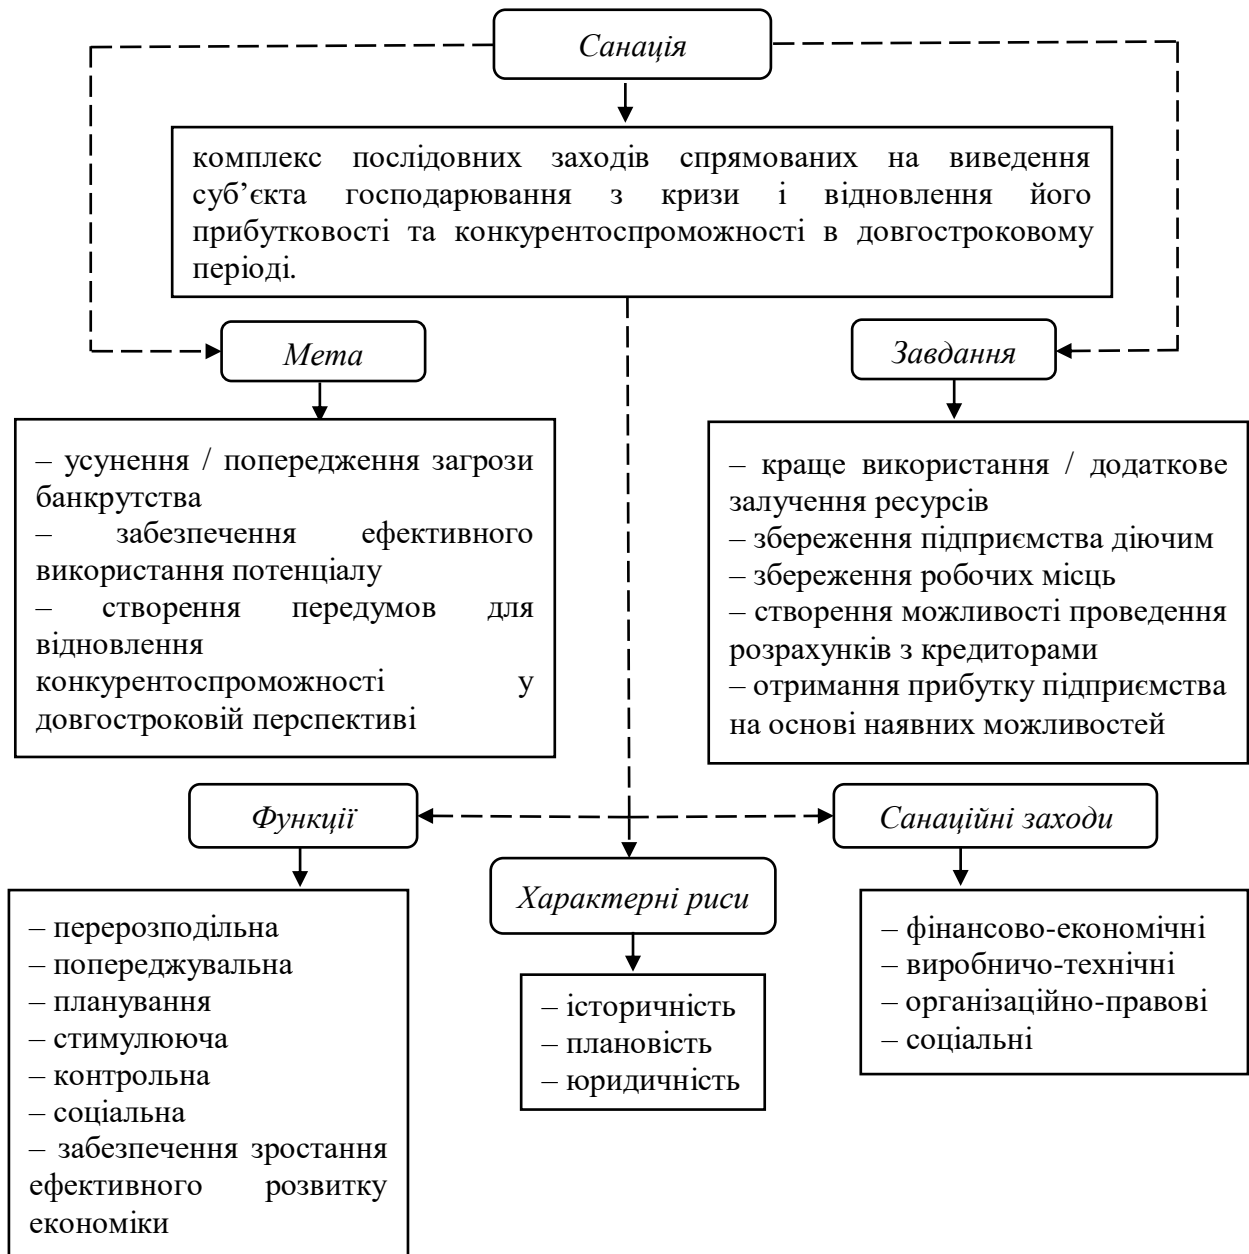 Санація
комплекс послідовних заходів спрямованих на виведення
суб’єкта господарювання з кризи і відновлення його
прибутковості та конкурентоспроможності в довгостроковому
періоді.
Мета
– усунення / попередження загрози
банкрутства
– забезпечення ефективного
використання потенціалу
– створення передумов для
відновлення
конкурентоспроможності у
довгостроковій перспективі
Завдання
– краще використання / додаткове
залучення ресурсів
– збереження підприємства діючим
– збереження робочих місць
– створення можливості проведення
розрахунків з кредиторами
– отримання прибутку підприємства
на основі наявних можливостей
Функції
– перерозподільна
– попереджувальна
– планування
– стимулююча
– контрольна
– соціальна
– забезпечення зростання
ефективного розвитку
економіки
Характерні риси
– історичність
– плановість
– юридичність
Санаційні заходи
– фінансово-економічні
– виробничо-технічні
– організаційно-правові
– соціальні